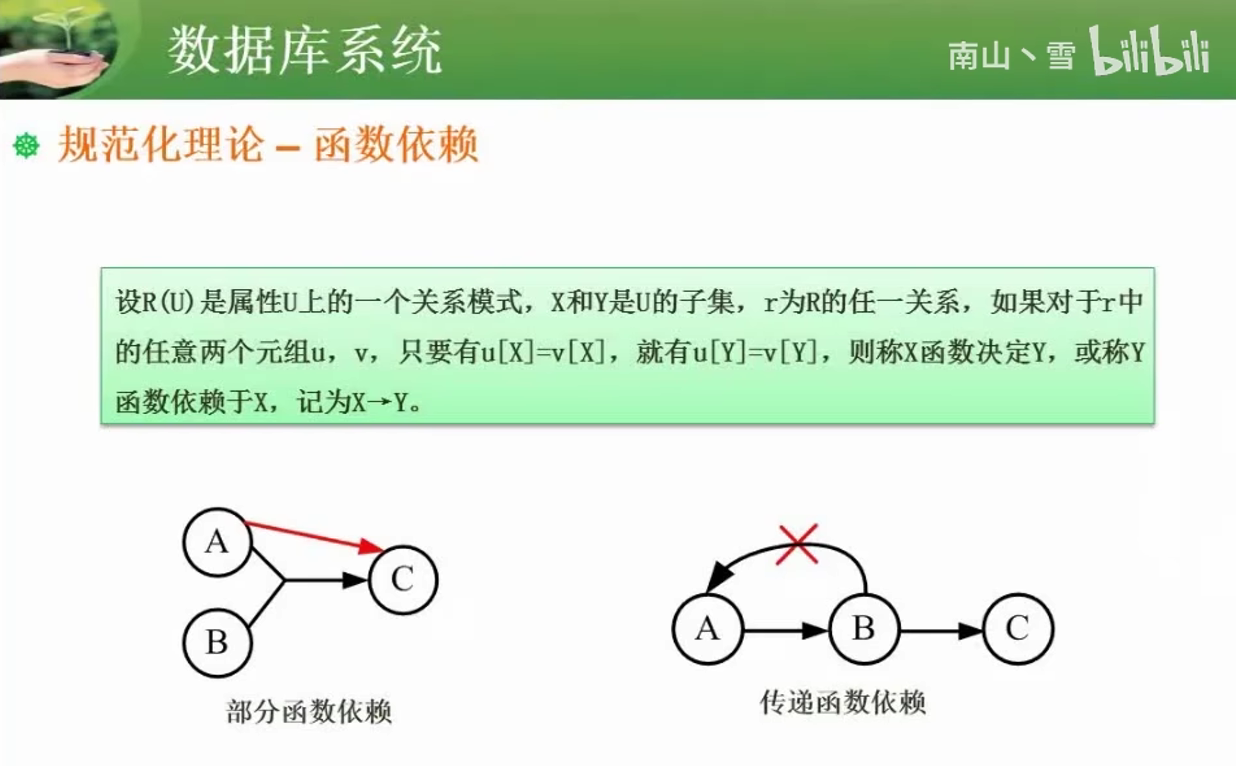 数据库系统
南山丶雪 bilibili
规范化理论 – 函数依赖
设R(U)是属性U上的一个关系模式，X和Y是U的子集，r为R的任一关系，如果对于r中
的任意两个元组u，v，只要有u[X]=v[X]，就有u[Y]=v[Y]，则称X函数决定Y，或称Y
函数依赖于X，记为X→Y。
A
C
B
部分函数依赖
A
B
C
传递函数依赖